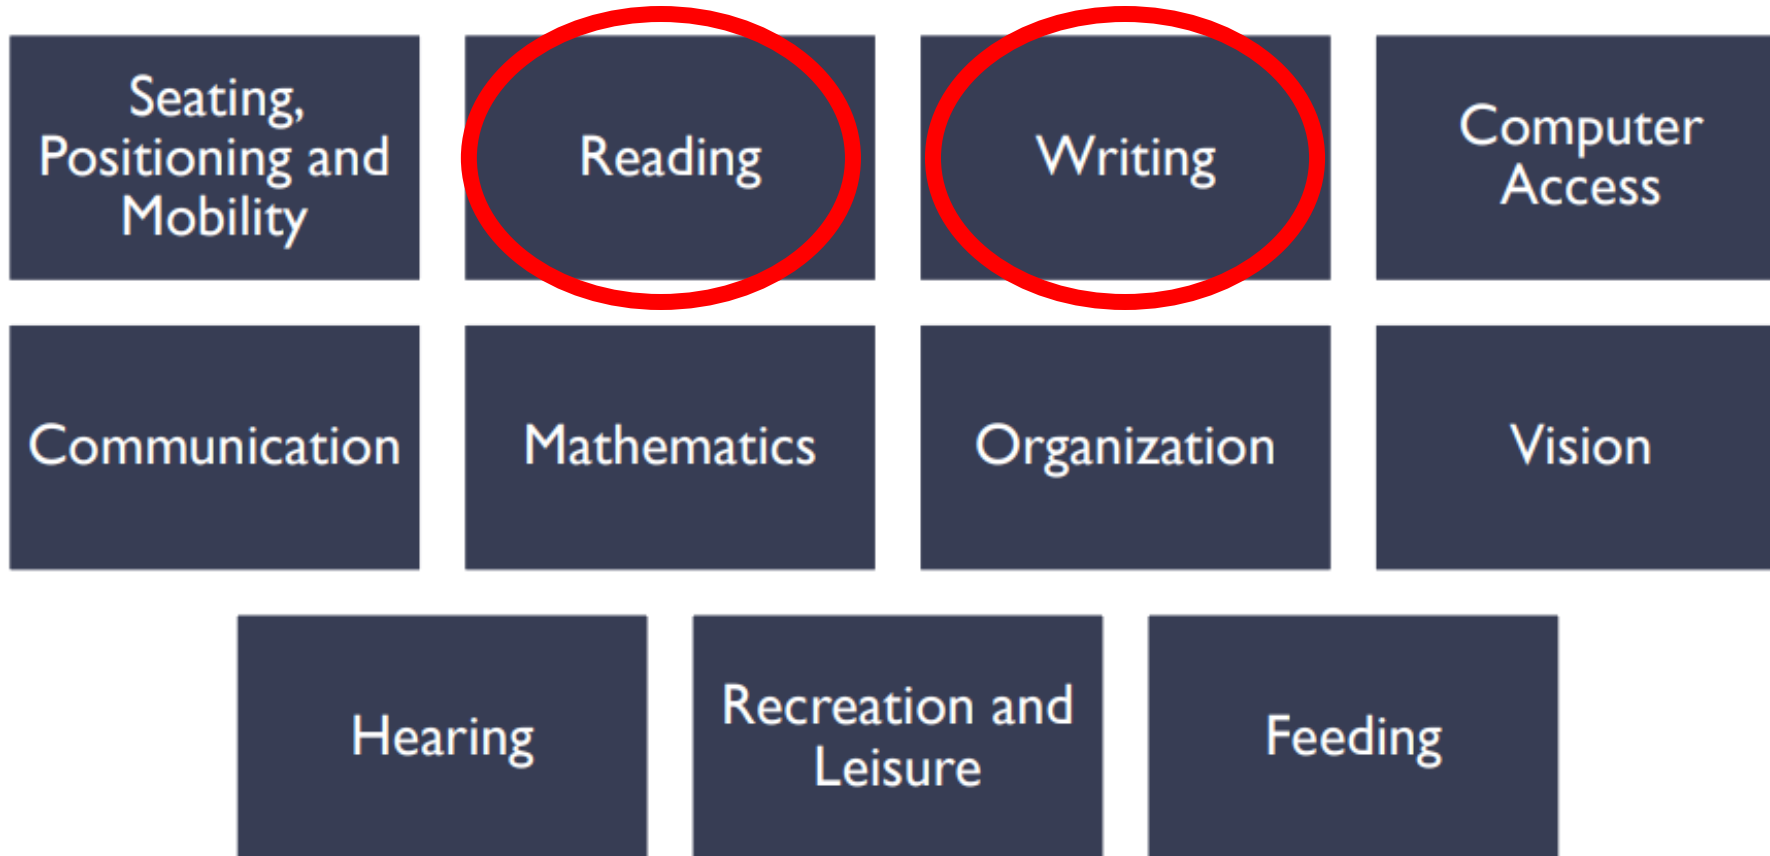 Seating,
Positioning and
Mobility
Reading
Writing
Computer
Access
Communication
Mathematics
Organization
Vision
Hearing
Recreation and
Leisure
Feeding